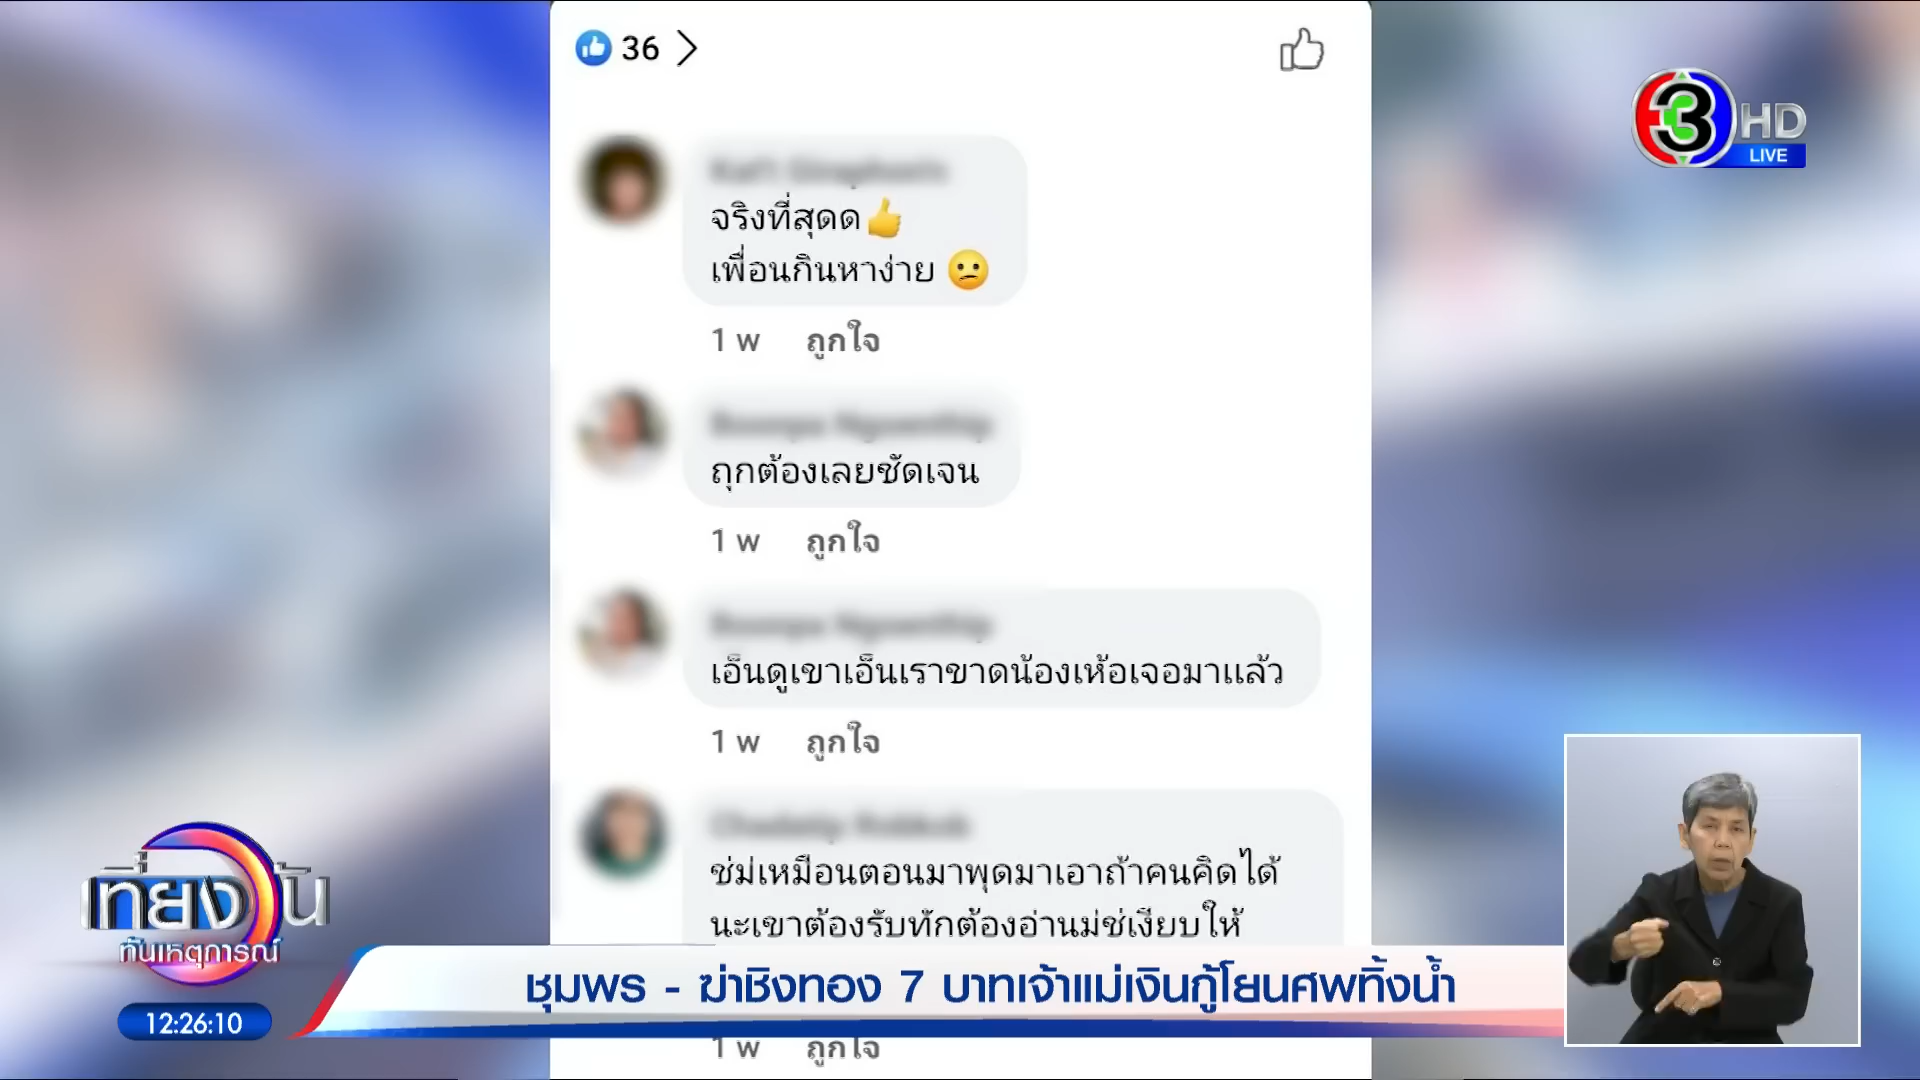 36
3 HD
LIVE
จริงที่สุดด
เพื่อนกินหาง่าย
1 พ ถูกใจ
ถุกต้องเลยชัดเจน
1 พ ถูกใจ
เอ็นดูเขาเอ็นเราขาดน้องเห้อเจอมาแล้ว
1 พ ถูกใจ
ช่ม่เหมือนตอนมาพุดมาเอาถ้าคนคิดได้
นะเขาต้องรับทักต้องอ่านม่ช่เงียบให้
เที่ยงวัน
ทันเหตุการณ์
ชุมพร - ฆ่าชิงทอง 7 บาทเจ้าแม่เงินกู้โยนศพทิ้งน้ำ
12:26:10
1 พ ถูกใจ